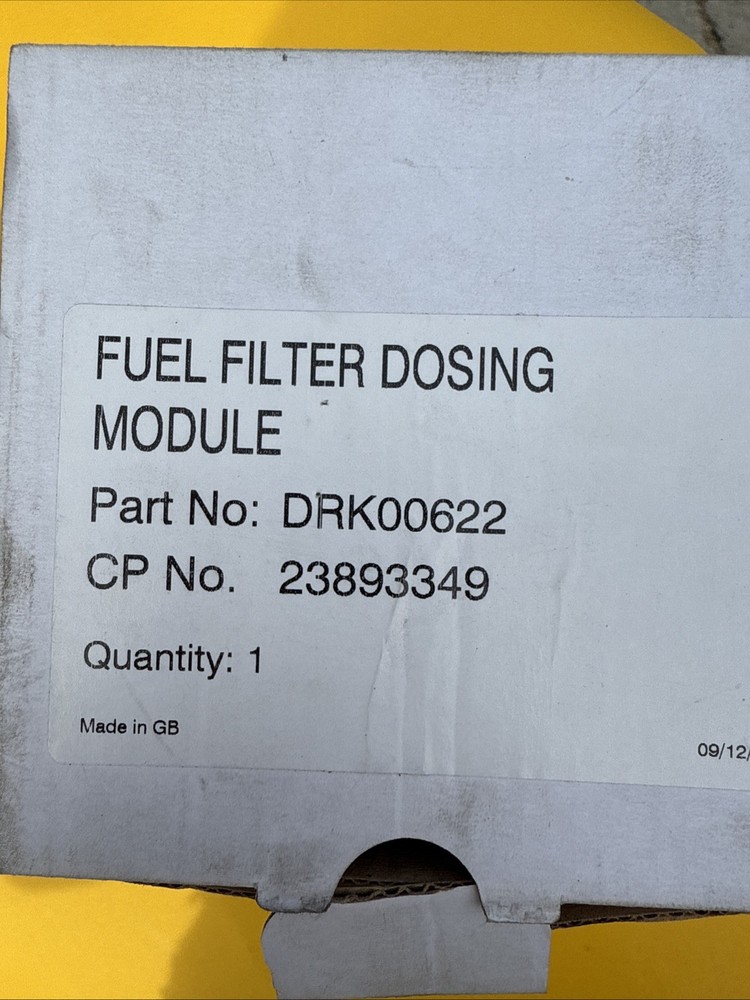 FUEL FILTER DOSING
MODULE
Part No: DRK00622
CP No. 23893349
Quantity: 1
Made in GB
09/12/